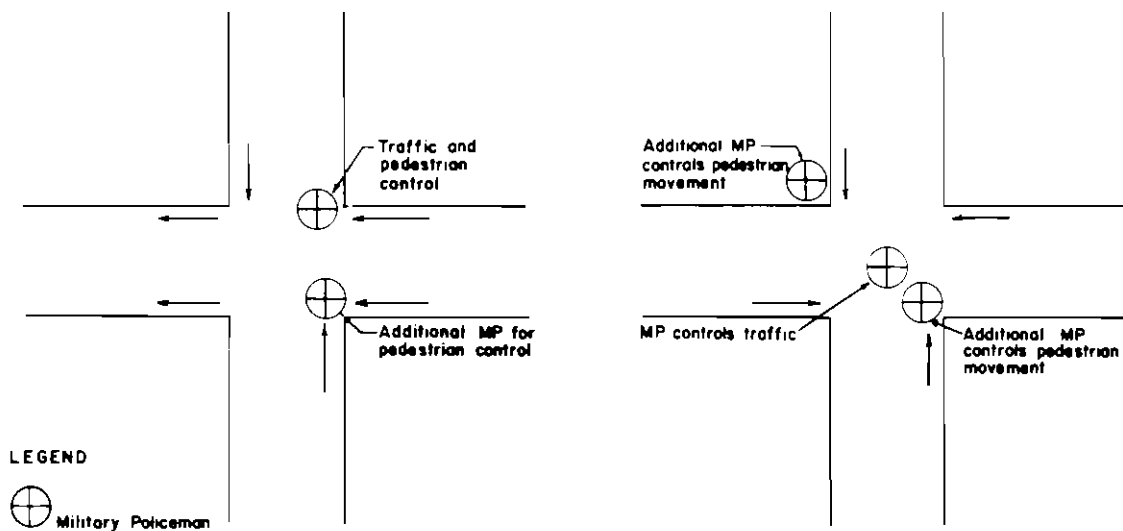 Traffic and
pedestrian
control
Additional MP for
pedestrian control
Additional MP
controls pedestrian
movement
MP controls traffic
Additional MP
controls pedestrian
movement
LEGEND
Military Policeman